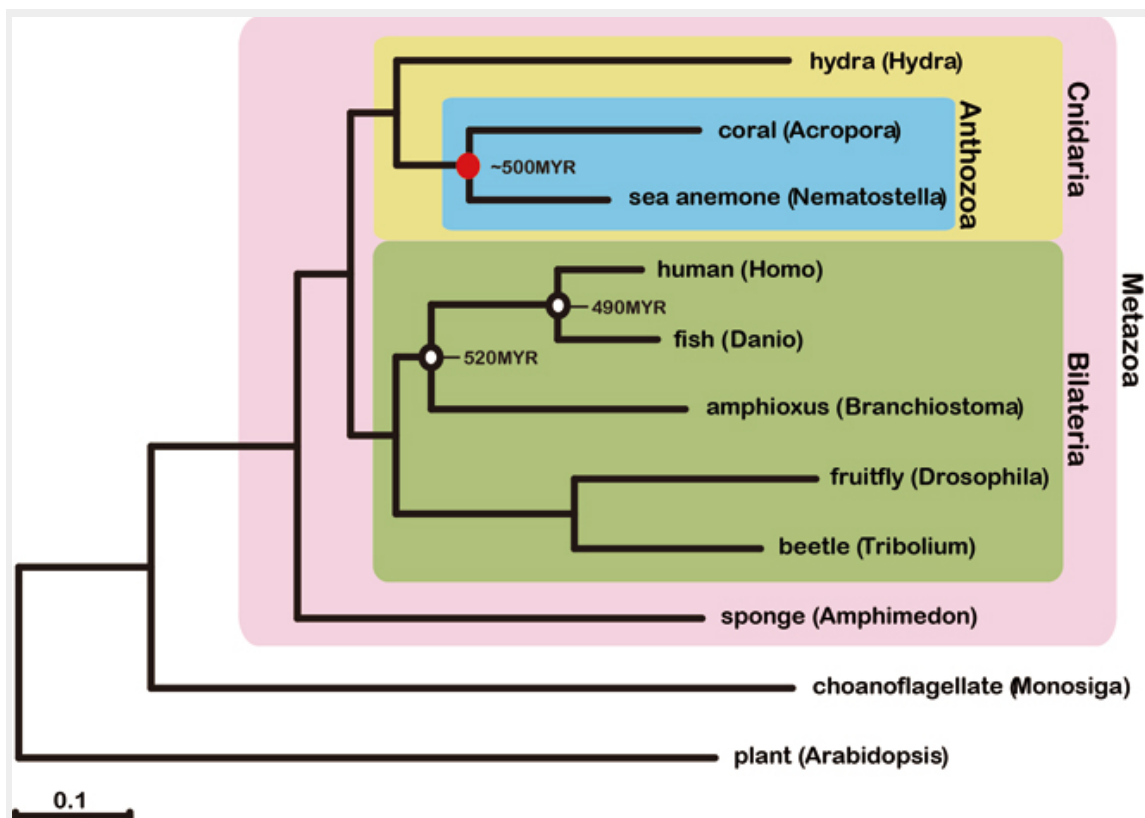 hydra (Hydra)
Cnidaria
coral (Acropora)
Anthozoa
~500MYR
sea anemone (Nematostella)
human (Homo)
Metazoa
490MYR
fish (Danio)
520MYR
Bilateria
amphioxus (Branchiostoma)
fruitfly (Drosophila)
beetle (Tribolium)
sponge (Amphimedon)
choanoflagellate (Monosiga)
plant (Arabidopsis)
0.1